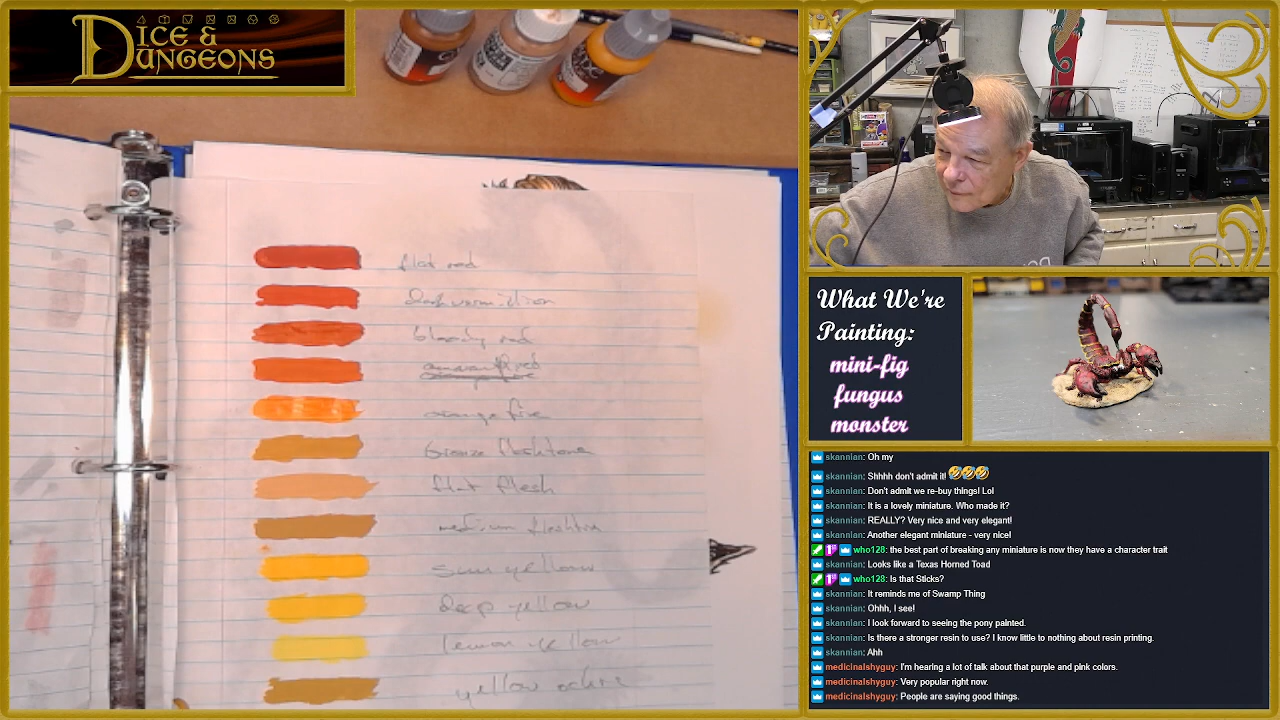 DICE &
DUNGEONS
flat red
dark vermilion
bloody red
orange fire
bronze fleshtone
flat flesh
medium fleshtone
sun yellow
deep yellow
lemon yellow
yellow ochre
What We're
Painting:
mini-fig
fungus
monster
skannian: Oh my
skannian: Shhhh don't admit it! 🤣🤣🤣
skannian: Don't admit we re-buy things! Lol
skannian: It is a lovely miniature. Who made it?
skannian: REALLY? Very nice and very elegant!
skannian: Another elegant miniature - very nice!
who128: the best part of breaking any miniature is now they have a character trait
skannian: Looks like a Texas Horned Toad
who128: Is that Sticks?
skannian: It reminds me of Swamp Thing
skannian: Ohhh, I see!
skannian: I look forward to seeing the pony painted.
skannian: Is there a stronger resin to use? I know little to nothing about resin printing.
skannian: Ahh
medicinalshyguy: I'm hearing a lot of talk about that purple and pink colors.
medicinalshyguy: Very popular right now.
medicinalshyguy: People are saying good things.